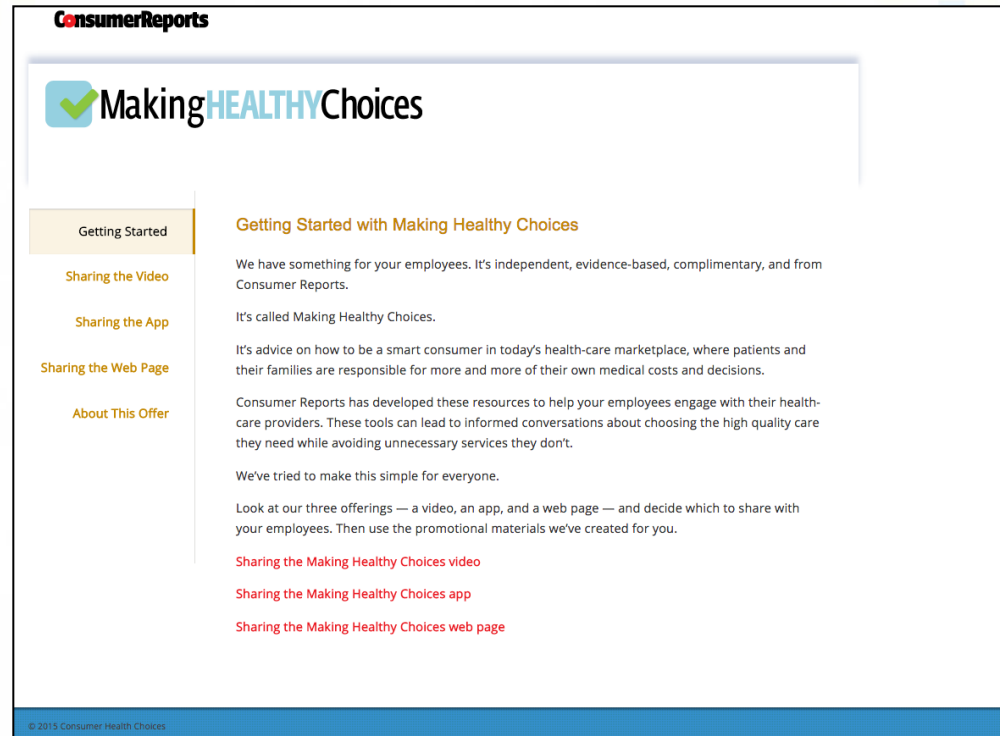 ConsumerReports
MakingHEALTHYChoices
Getting Started
Sharing the Video
Sharing the App
Sharing the Web Page
About This Offer
Getting Started with Making Healthy Choices
We have something for your employees. It’s independent, evidence-based, complimentary, and from
Consumer Reports.
It’s called Making Healthy Choices.
It’s advice on how to be a smart consumer in today’s health-care marketplace, where patients and
their families are responsible for more and more of their own medical costs and decisions.
Consumer Reports has developed these resources to help your employees engage with their health-
care providers. These tools can lead to informed conversations about choosing the high quality care
they need while avoiding unnecessary services they don’t.
We’ve tried to make this simple for everyone.
Look at our three offerings — a video, an app, and a web page — and decide which to share with
your employees. Then use the promotional materials we’ve created for you.
Sharing the Making Healthy Choices video
Sharing the Making Healthy Choices app
Sharing the Making Healthy Choices web page
© 2015 Consumer Health Choices